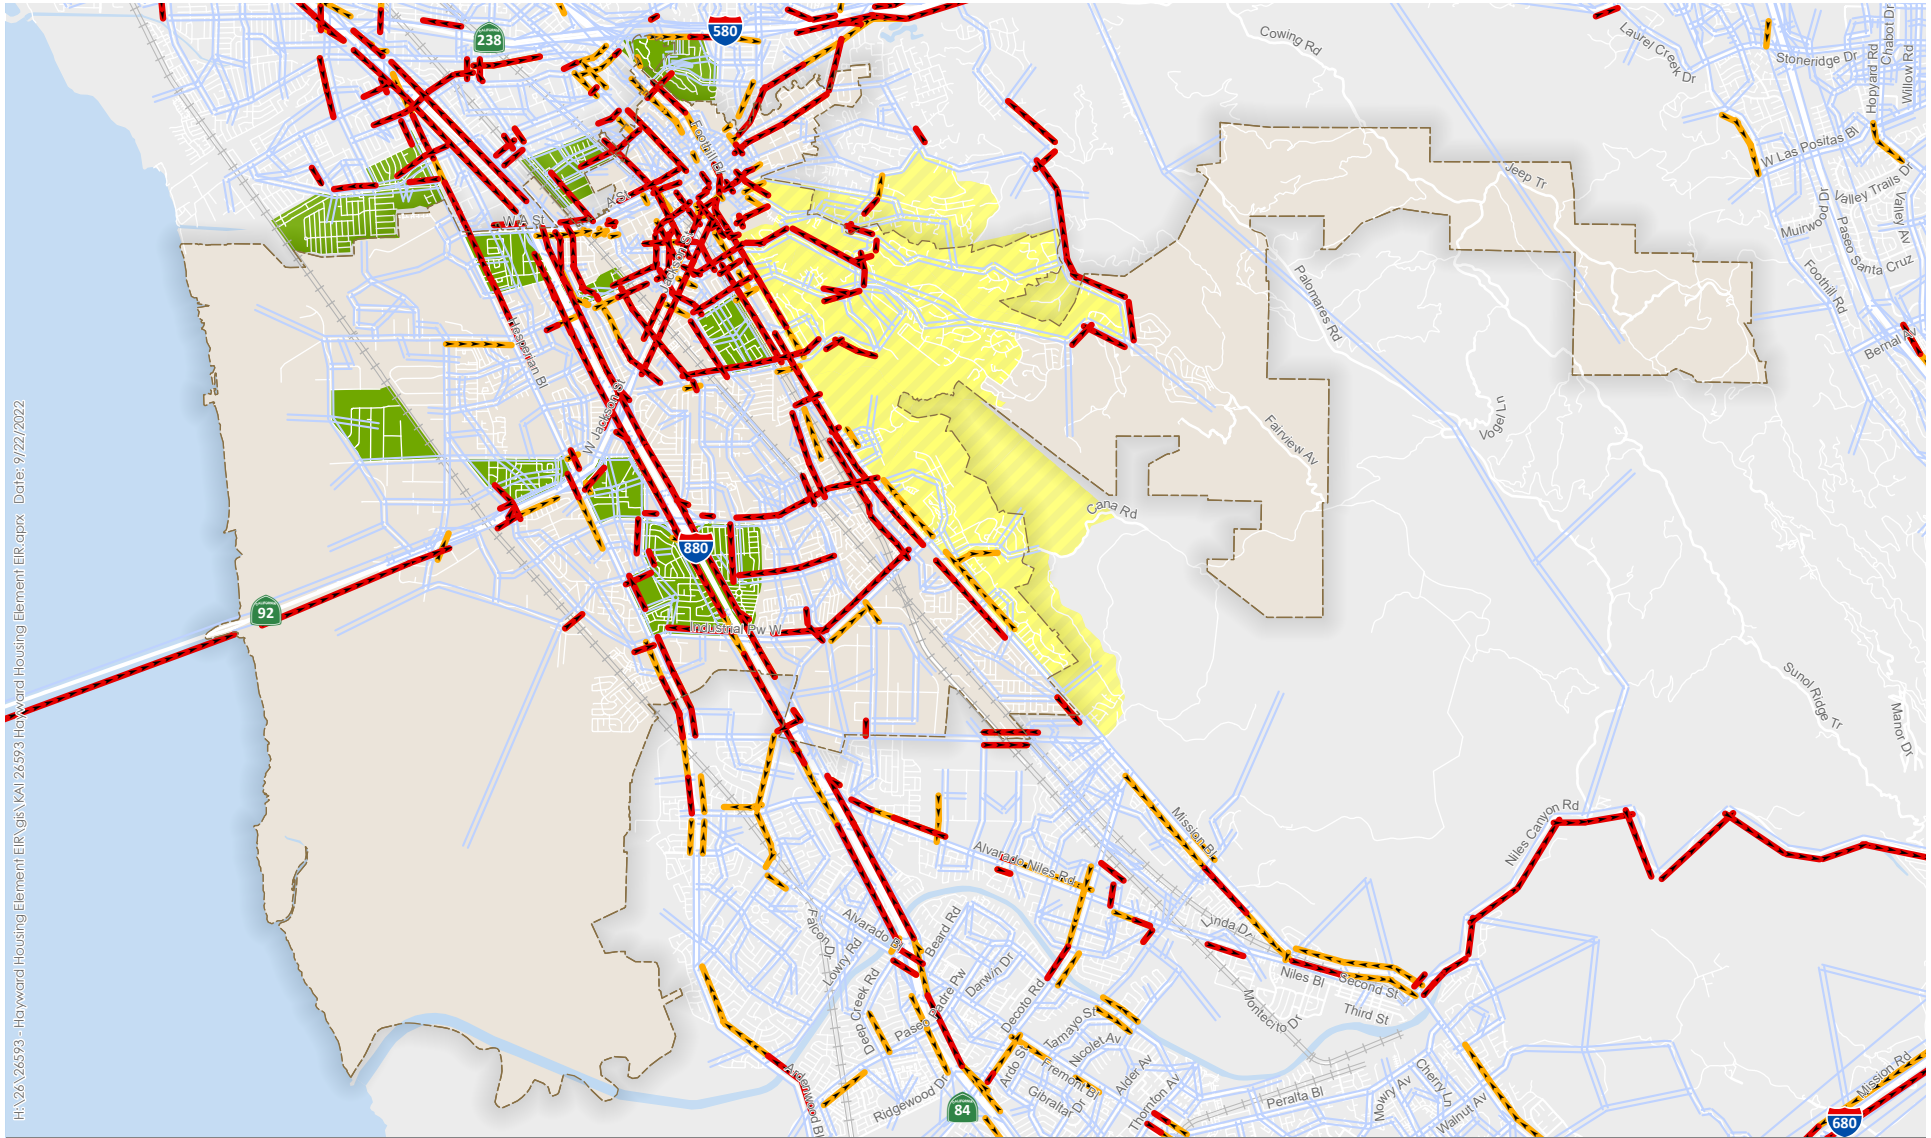 CALIFORNIA
238
580
Cowing Rd
Laurel Creek Dr
Stoneridge Dr
Hopyard Rd
Chabot Dr
Willow Rd
W Las Positas Bl
Valley Trails Dr
Muirwood Dr
Paseo Santa Cruz
Valley Av
Foothill Rd
Bernal Av
Jeep Tr
Palomares Rd
Vogel Ln
Fairview Av
Cana Rd
Foothill Bl
A St
W A St
Jackson St
Hesperian Bl
W Jackson St
880
CALIFORNIA
92
Industrial Pw W
Sunol Ridge Tr
Manor Dr
Niles Canyon Rd
Mission Bl
Alvarado Niles Rd
Linda Dr
Niles Bl
Second St
Third St
Montecito Dr
Alvarado Bl
Falcon Dr
Lowry Rd
Beard Rd
Deep Creek Rd
Paseo Padre Pw
Darwin Dr
Decoto Rd
Tamayo St
Nicolet Av
Ardo St
Fremont Bl
Gibraltar Dr
Alder Av
Thornton Av
Peralta Bl
Mowry Av
Cherry Ln
Walnut Av
Ardenwood Bl
Ridgewood Dr
CALIFORNIA
84
Mission Rd
680
H:\26\26593 - Hayward Housing Element EIR\gis\KAI 26593 Hayward Housing Element EIR.aprx   Date: 9/22/2022